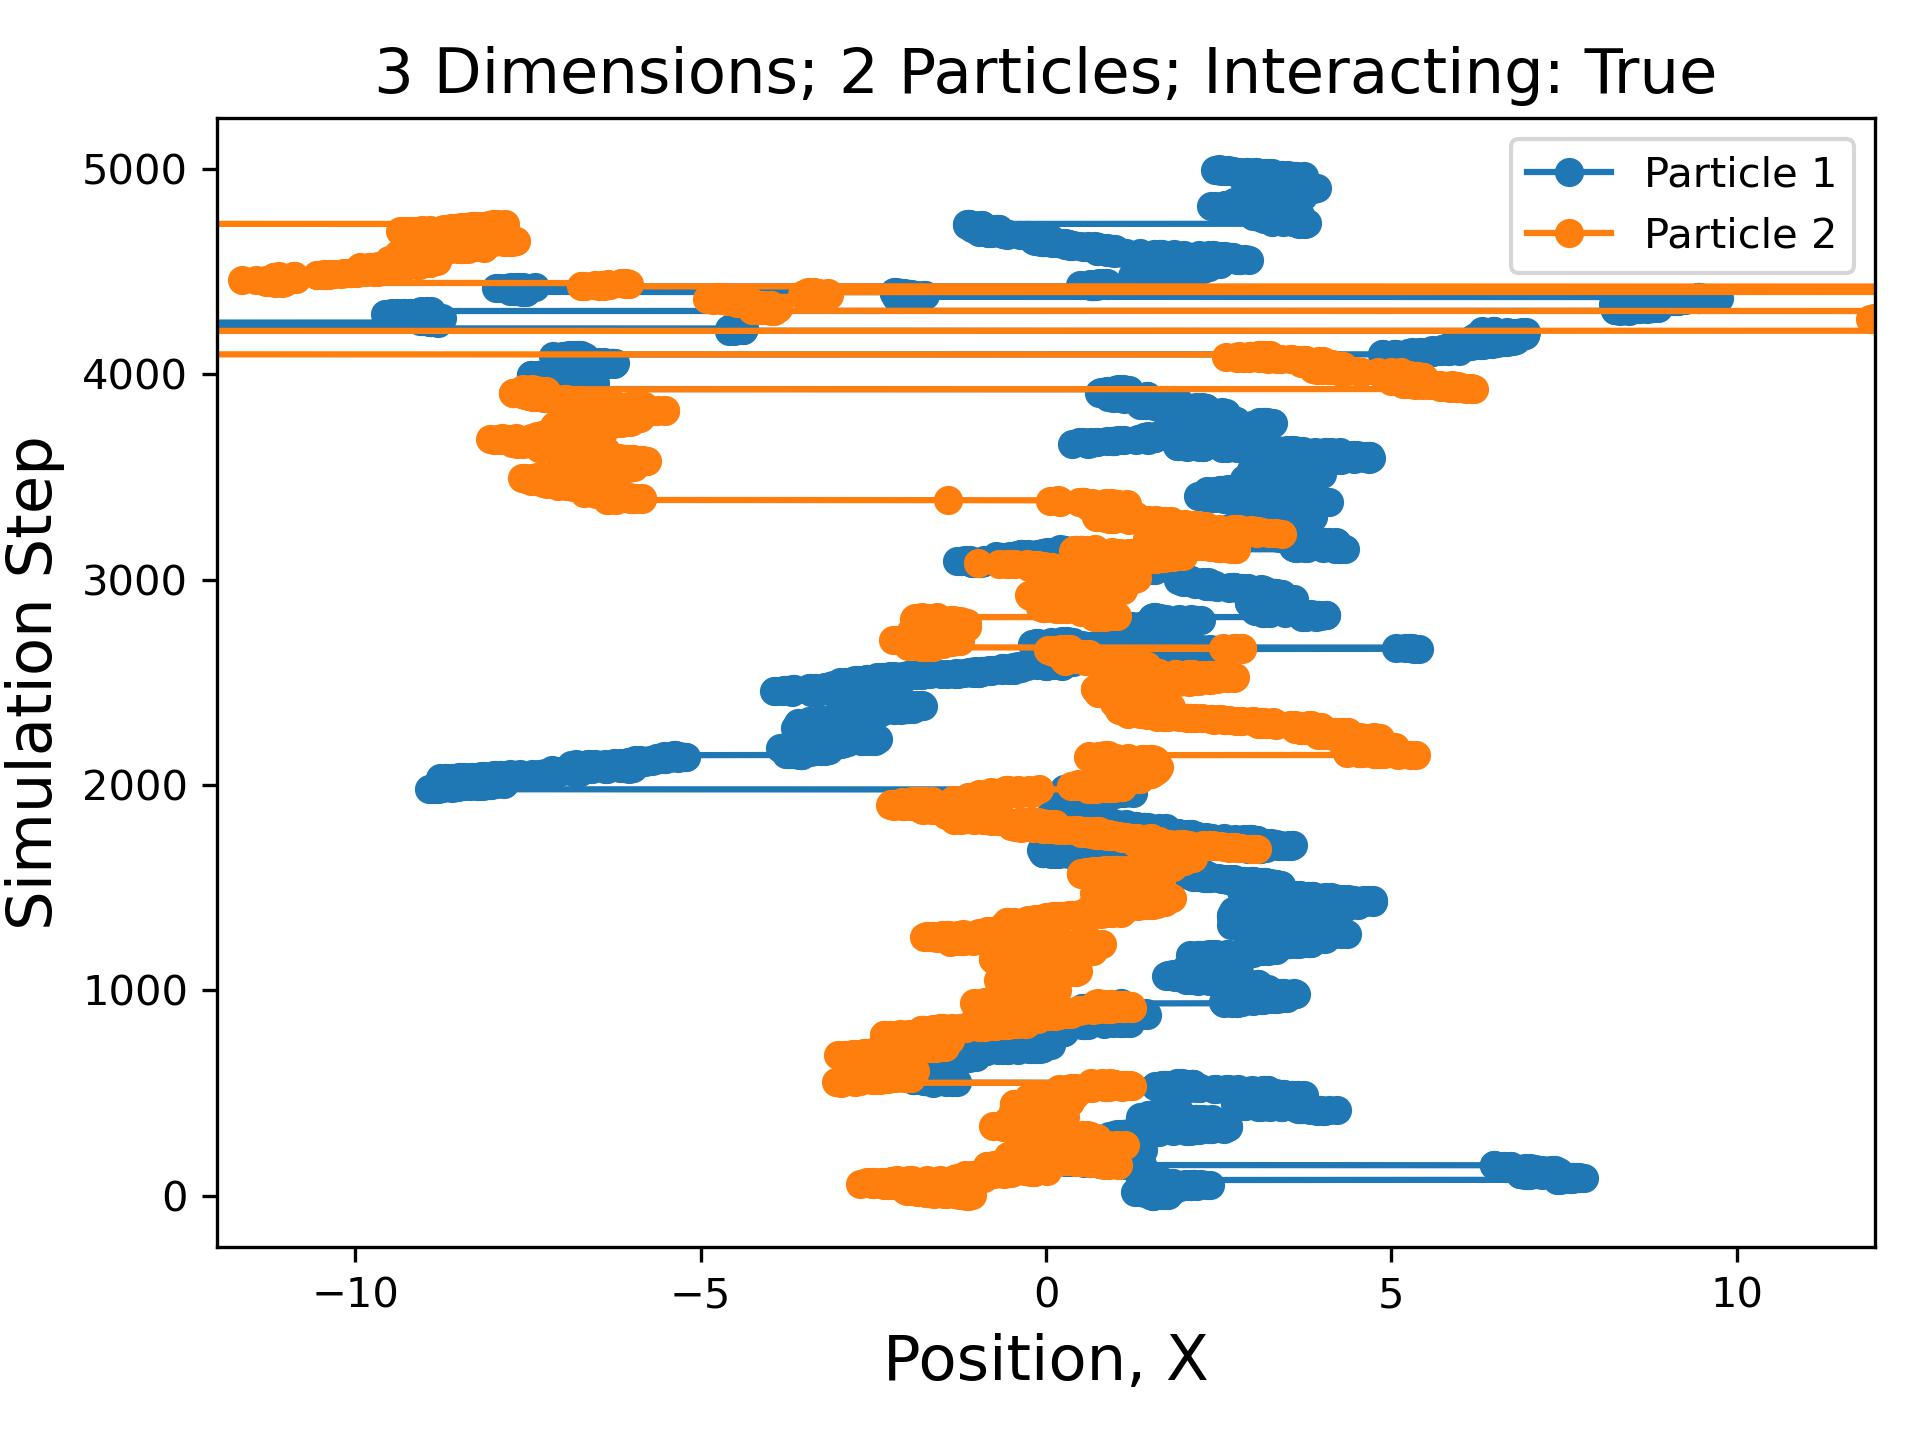 3 Dimensions; 2 Particles; Interacting: True
Particle 1
Particle 2
5000
4000
3000
2000
1000
0
Simulation Step
−10
−5
0
5
10
Position, X